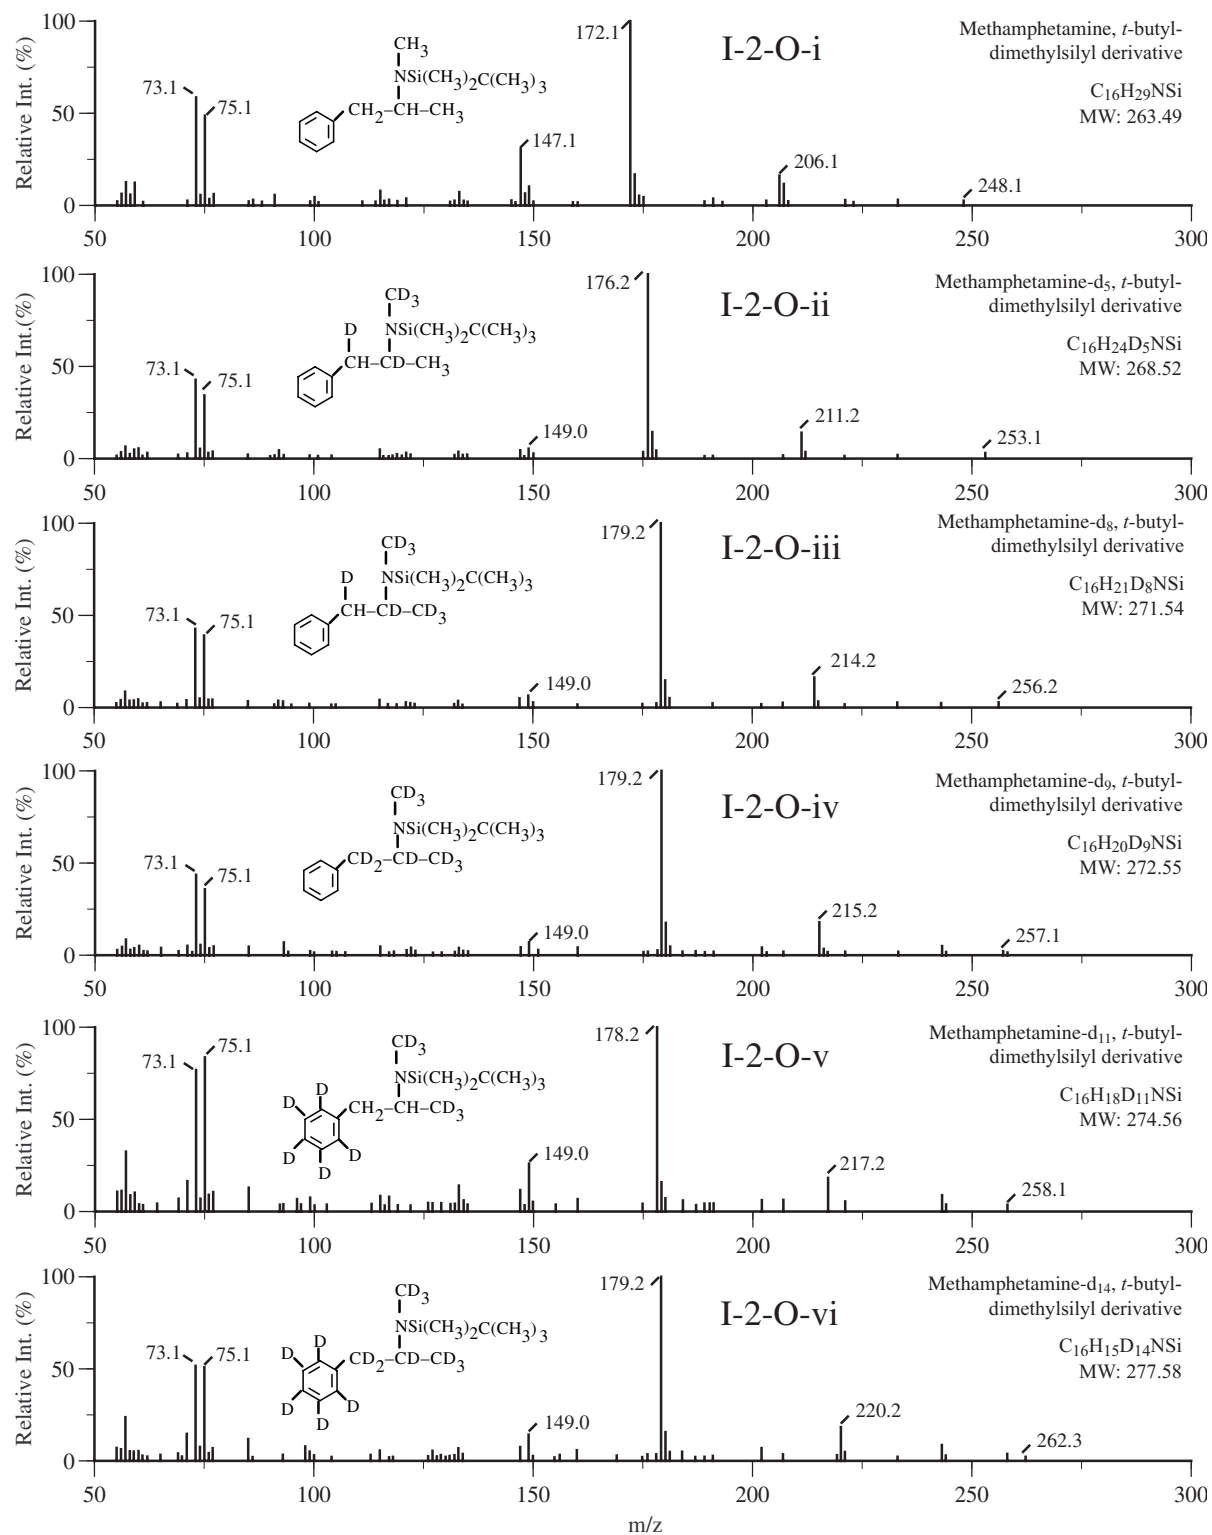 Relative Int. (%)
100
50
0
73.1
75.1
CH3
NSi(CH3)2C(CH3)3
CH2–CH–CH3
147.1
172.1
206.1
248.1
I-2-O-i
Methamphetamine, t-butyl-
dimethylsilyl derivative
C16H29NSi
MW: 263.49
50 100 150 200 250 300
Relative Int.(%)
100
50
0
73.1
75.1
CD3
D
NSi(CH3)2C(CH3)3
CH–CD–CH3
149.0
176.2
211.2
253.1
I-2-O-ii
Methamphetamine-d5, t-butyl-
dimethylsilyl derivative
C16H24D5NSi
MW: 268.52
50 100 150 200 250 300
Relative Int. (%)
100
50
0
73.1
75.1
CD3
D
NSi(CH3)2C(CH3)3
CH–CD–CD3
149.0
179.2
214.2
256.2
I-2-O-iii
Methamphetamine-d8, t-butyl-
dimethylsilyl derivative
C16H21D8NSi
MW: 271.54
50 100 150 200 250 300
Relative Int. (%)
100
50
0
73.1
75.1
CD3
NSi(CH3)2C(CH3)3
CD2–CD–CD3
149.0
179.2
215.2
257.1
I-2-O-iv
Methamphetamine-d9, t-butyl-
dimethylsilyl derivative
C16H20D9NSi
MW: 272.55
50 100 150 200 250 300
Relative Int. (%)
100
50
0
73.1
75.1
CD3
NSi(CH3)2C(CH3)3
CH2–CH–CD3
D D
D D
D
149.0
178.2
217.2
258.1
I-2-O-v
Methamphetamine-d11, t-butyl-
dimethylsilyl derivative
C16H18D11NSi
MW: 274.56
50 100 150 200 250 300
Relative Int. (%)
100
50
0
73.1
75.1
CD3
NSi(CH3)2C(CH3)3
CD2–CD–CD3
D D
D D
D
149.0
179.2
220.2
262.3
I-2-O-vi
Methamphetamine-d14, t-butyl-
dimethylsilyl derivative
C16H15D14NSi
MW: 277.58
50 100 150 200 250 300
m/z